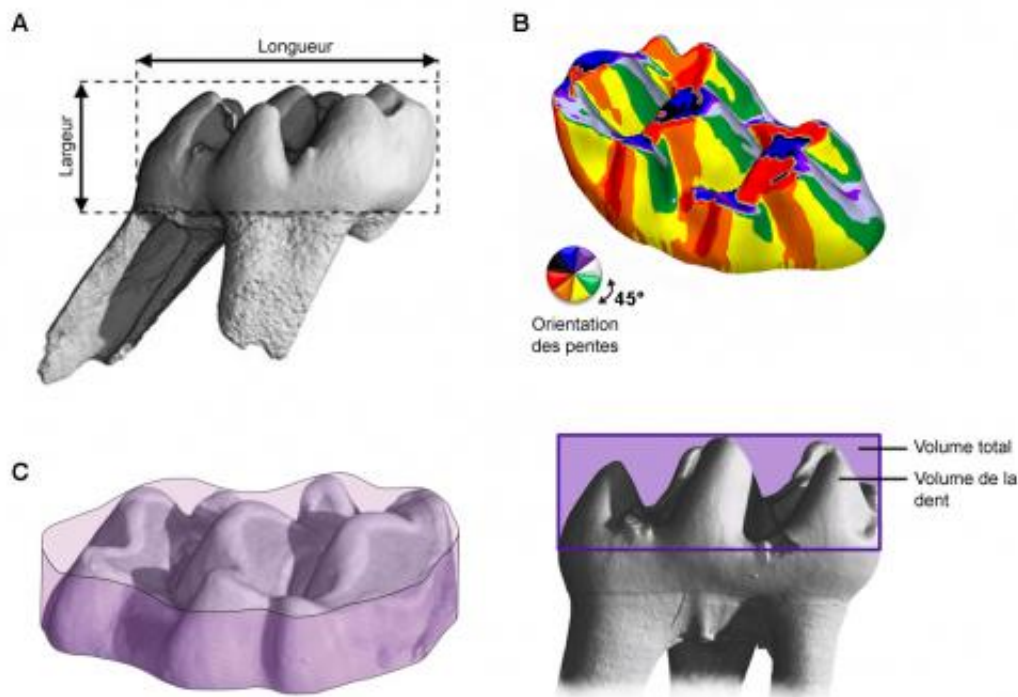 A
Longueur
Largeur
B
45°
Orientation
des pentes
C
Volume total
Volume de la
dent